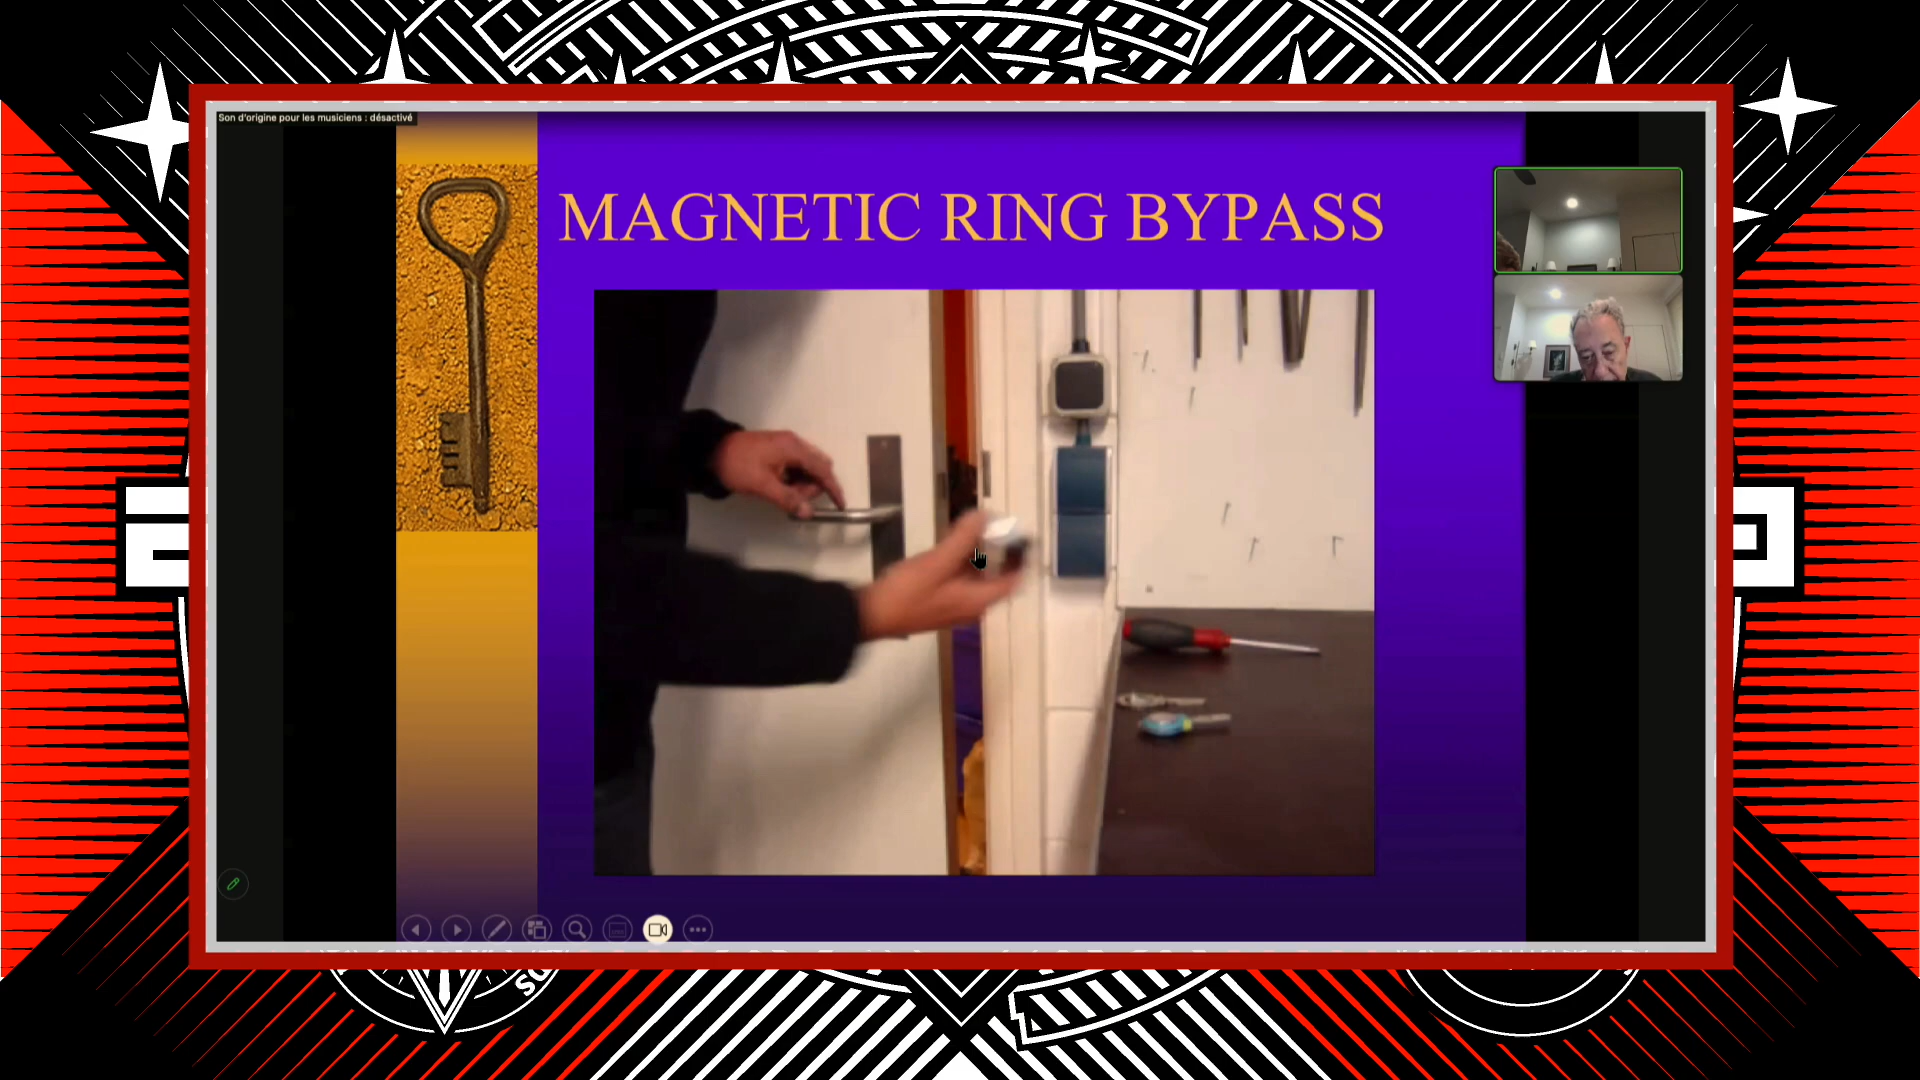 Son d'origine pour les musiciens : désactivé
MAGNETIC RING BYPASS